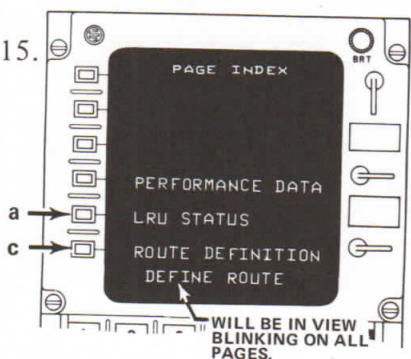 15.
BRT
PAGE INDEX
PERFORMANCE DATA
a LRU STATUS
c ROUTE DEFINITION
DEFINE ROUTE
WILL BE IN VIEW
BLINKING ON ALL
PAGES.